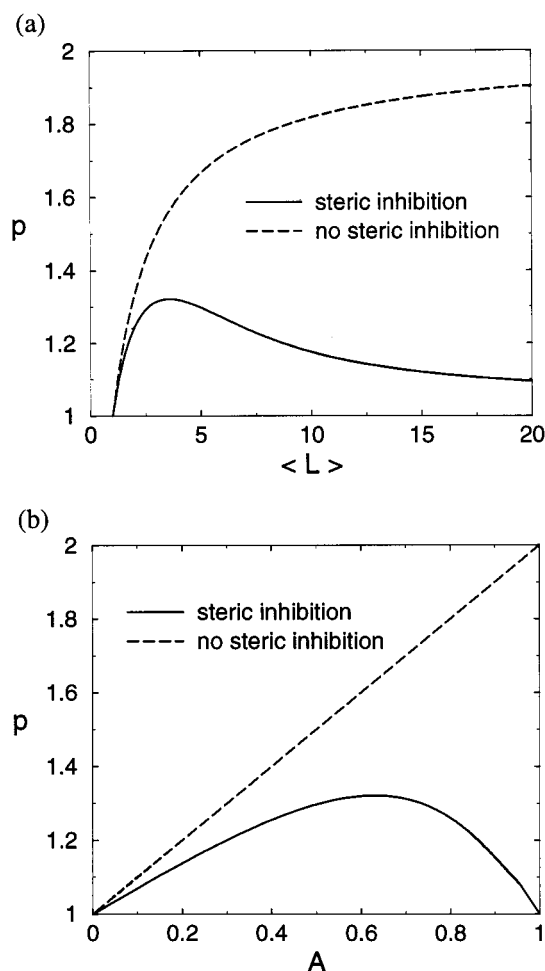 (a)
2
1.8
1.6
p
1.4
1.2
1
steric inhibition
no steric inhibition
0 5 10 15 20
< L >
(b)
2
1.8
1.6
p
1.4
1.2
1
steric inhibition
no steric inhibition
0 0.2 0.4 0.6 0.8 1
A